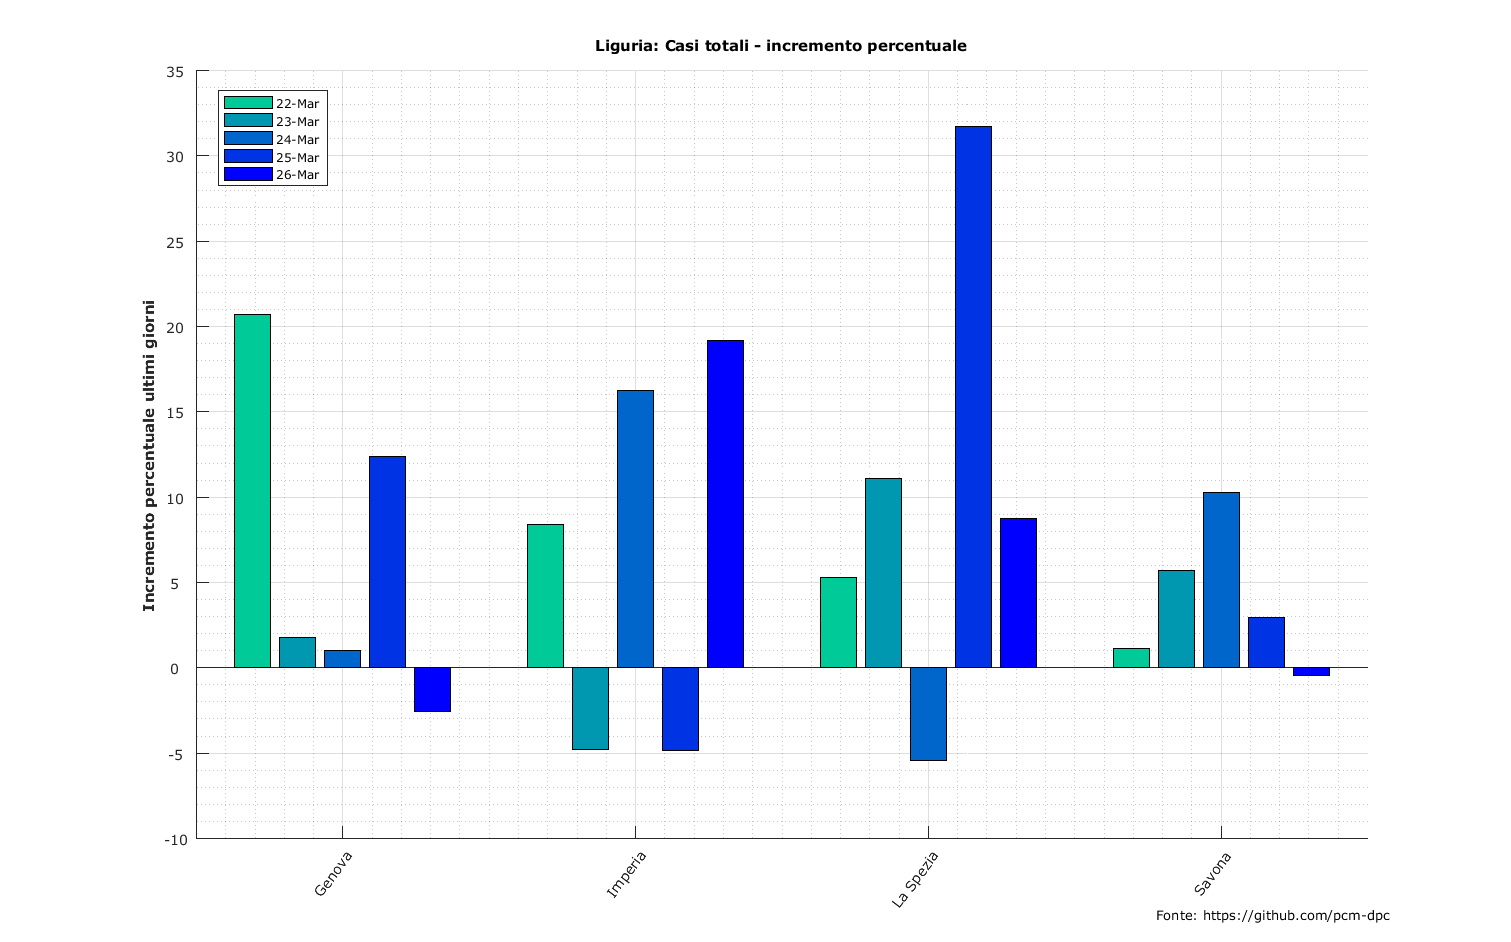 Liguria: Casi totali - incremento percentuale
35
30
25
20
15
10
5
0
-5
-10
Incremento percentuale ultimi giorni
22-Mar
23-Mar
24-Mar
25-Mar
26-Mar
Genova
Imperia
La Spezia
Savona
Fonte: https://github.com/pcm-dpc